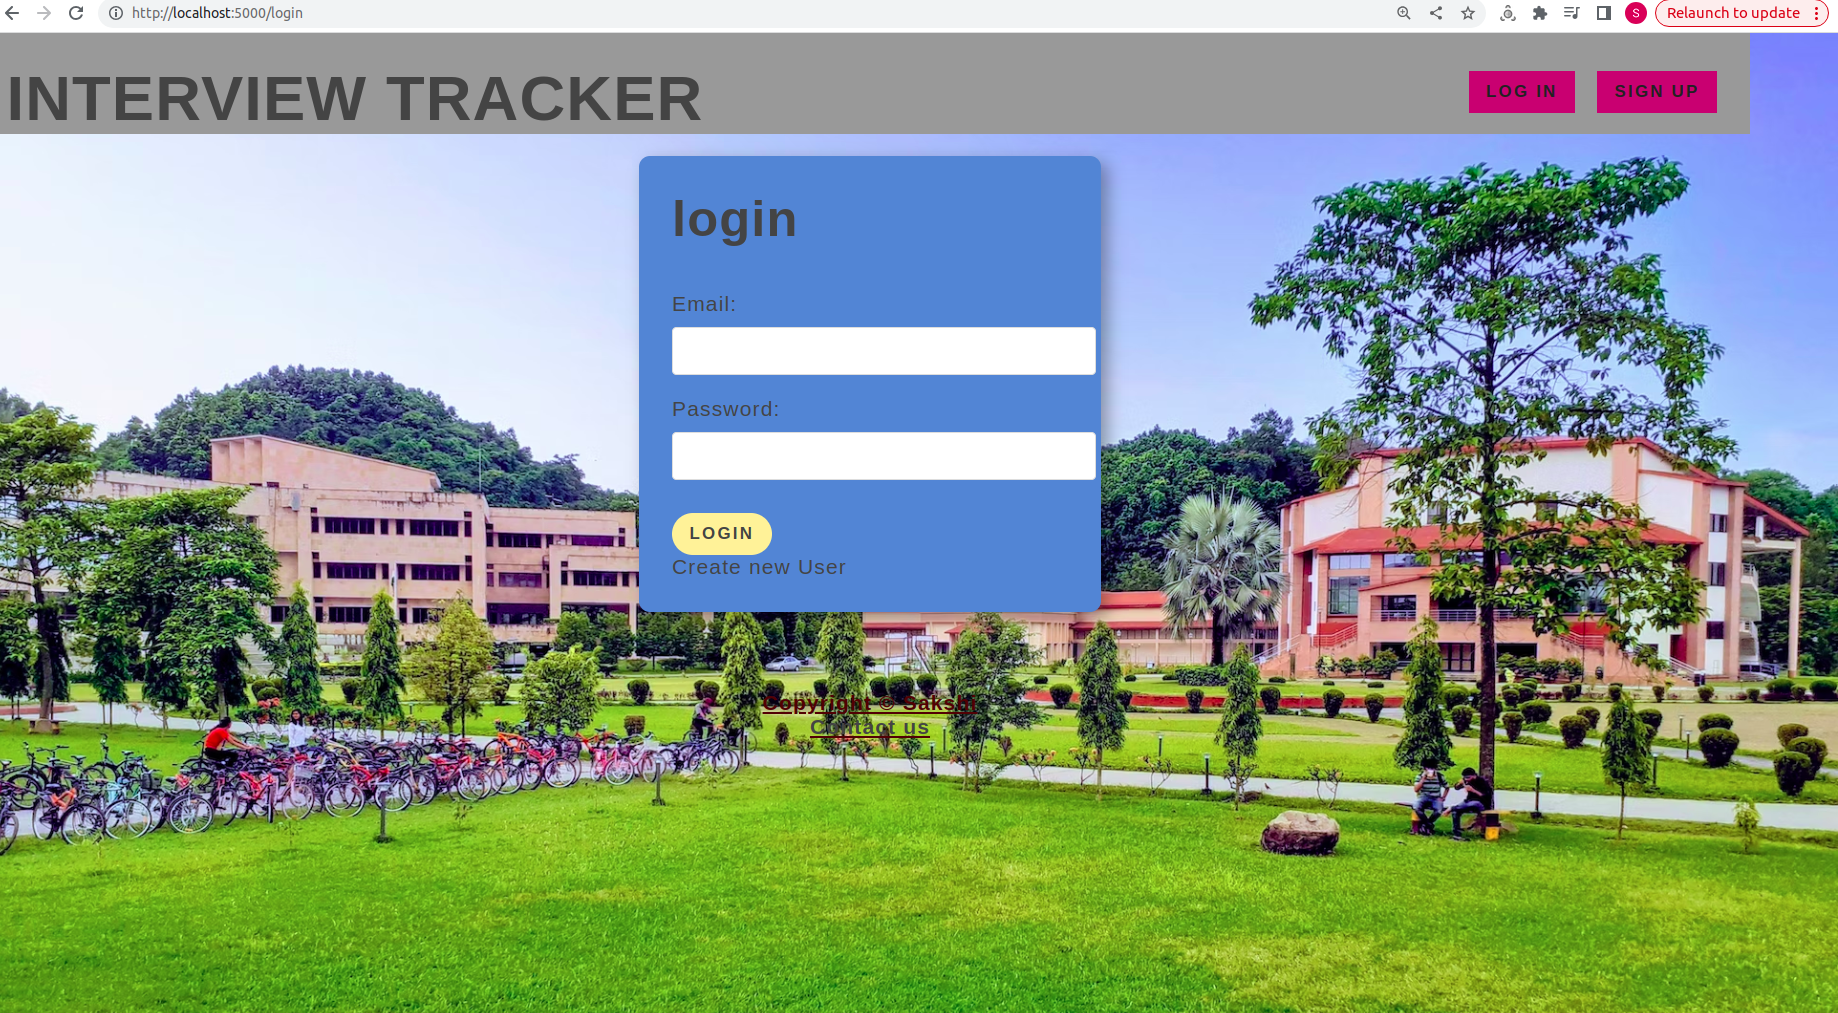 http://localhost:5000/login
S
Relaunch to update
INTERVIEW TRACKER
LOG IN
SIGN UP
login
Email:
Password:
LOGIN
Create new User
Copyright © Sakshi
Contact us